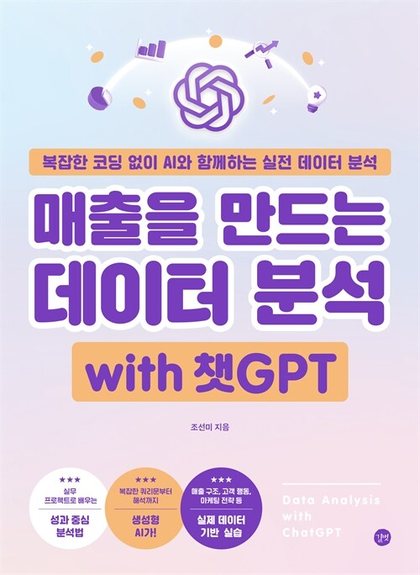 복잡한 코딩 없이 AI와 함께하는 실전 데이터 분석
매출을 만드는
데이터 분석
with 챗GPT
조선미 지음
★★★
실무
프로젝트로 배우는
성과 중심
분석법
★★★
복잡한 쿼리문부터
해석까지
생성형
AI가!
★★★
매출 구조, 고객 행동,
마케팅 전략 등
실제 데이터
기반 실습
Data Analysis
with
ChatGPT
길벗